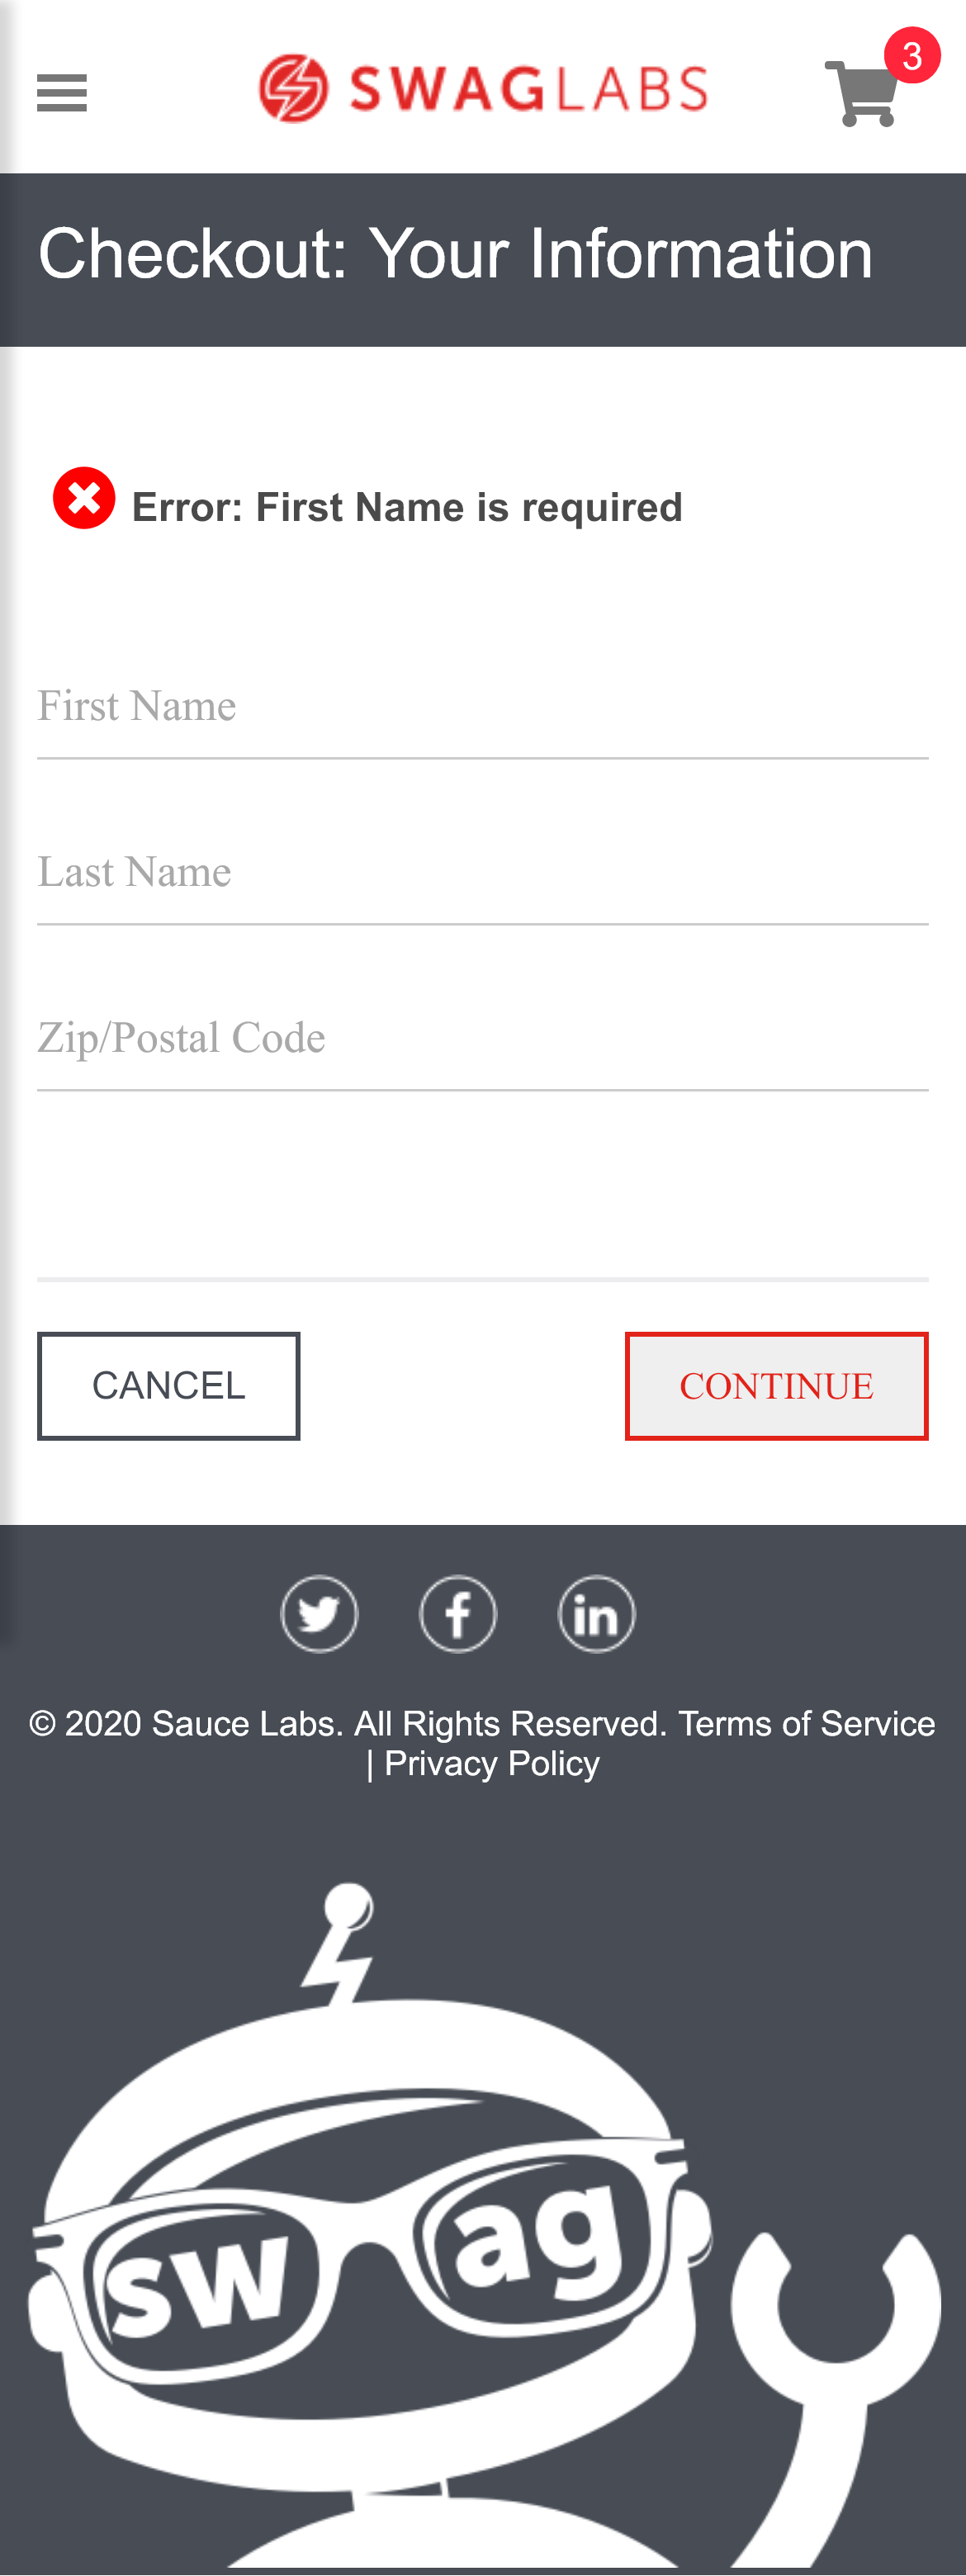 SWAGLABS
3
Checkout: Your Information
Error: First Name is required
First Name
Last Name
Zip/Postal Code
CANCEL
CONTINUE
© 2020 Sauce Labs. All Rights Reserved. Terms of Service
| Privacy Policy
swag